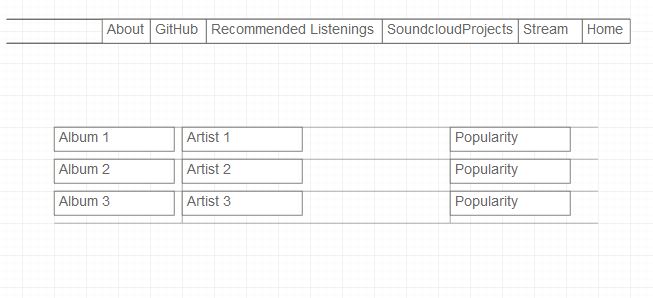 About GitHub Recommended Listenings SoundcloudProjects Stream Home
Album 1 Artist 1 Popularity
Album 2 Artist 2 Popularity
Album 3 Artist 3 Popularity